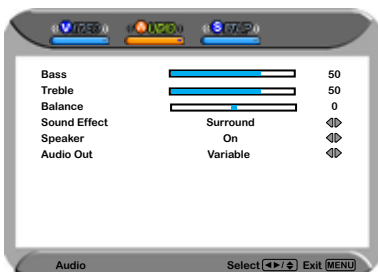 VIDEO AUDIO SETUP
Bass 50
Treble 50
Balance 0
Sound Effect Surround
Speaker On
Audio Out Variable
Audio Select ◀▶/◆ Exit MENU